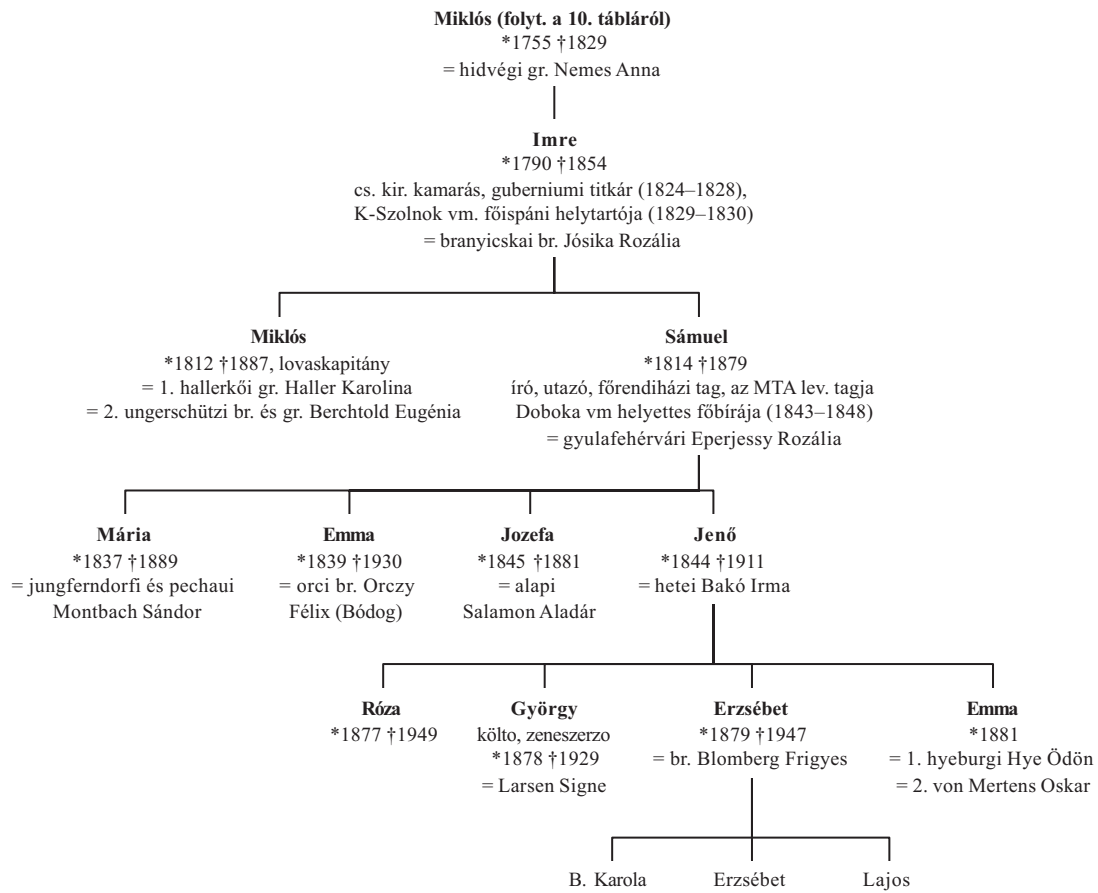 Miklós (folyt. a 10. tábláról)
*1755 †1829
= hidvégi gr. Nemes Anna
Imre
*1790 †1854
cs. kir. kamarás, guberniumi titkár (1824–1828),
K-Szolnok vm. főispáni helytartója (1829–1830)
= branyicskai br. Jósika Rozália
Miklós
*1812 †1887, lovaskapitány
= 1. hallerkői gr. Haller Karolina
= 2. ungerschützi br. és gr. Berchtold Eugénia
Sámuel
*1814 †1879
író, utazó, főrendiházi tag, az MTA lev. tagja
Doboka vm helyettes főbírája (1843–1848)
= gyulafehérvári Eperjessy Rozália
Mária
*1837 †1889
= jungferndorfi és pechaui
Montbach Sándor
Emma
*1839 †1930
= orci br. Orczy
Félix (Bódog)
Jozefa
*1845 †1881
= alapi
Salamon Aladár
Jenő
*1844 †1911
= hetei Bakó Irma
Róza
*1877 †1949
György
költo, zeneszerzo
*1878 †1929
= Larsen Signe
Erzsébet
*1879 †1947
= br. Blomberg Frigyes
Emma
*1881
= 1. hyeburgi Hye Ödön
= 2. von Mertens Oskar
B. Karola
Erzsébet
Lajos